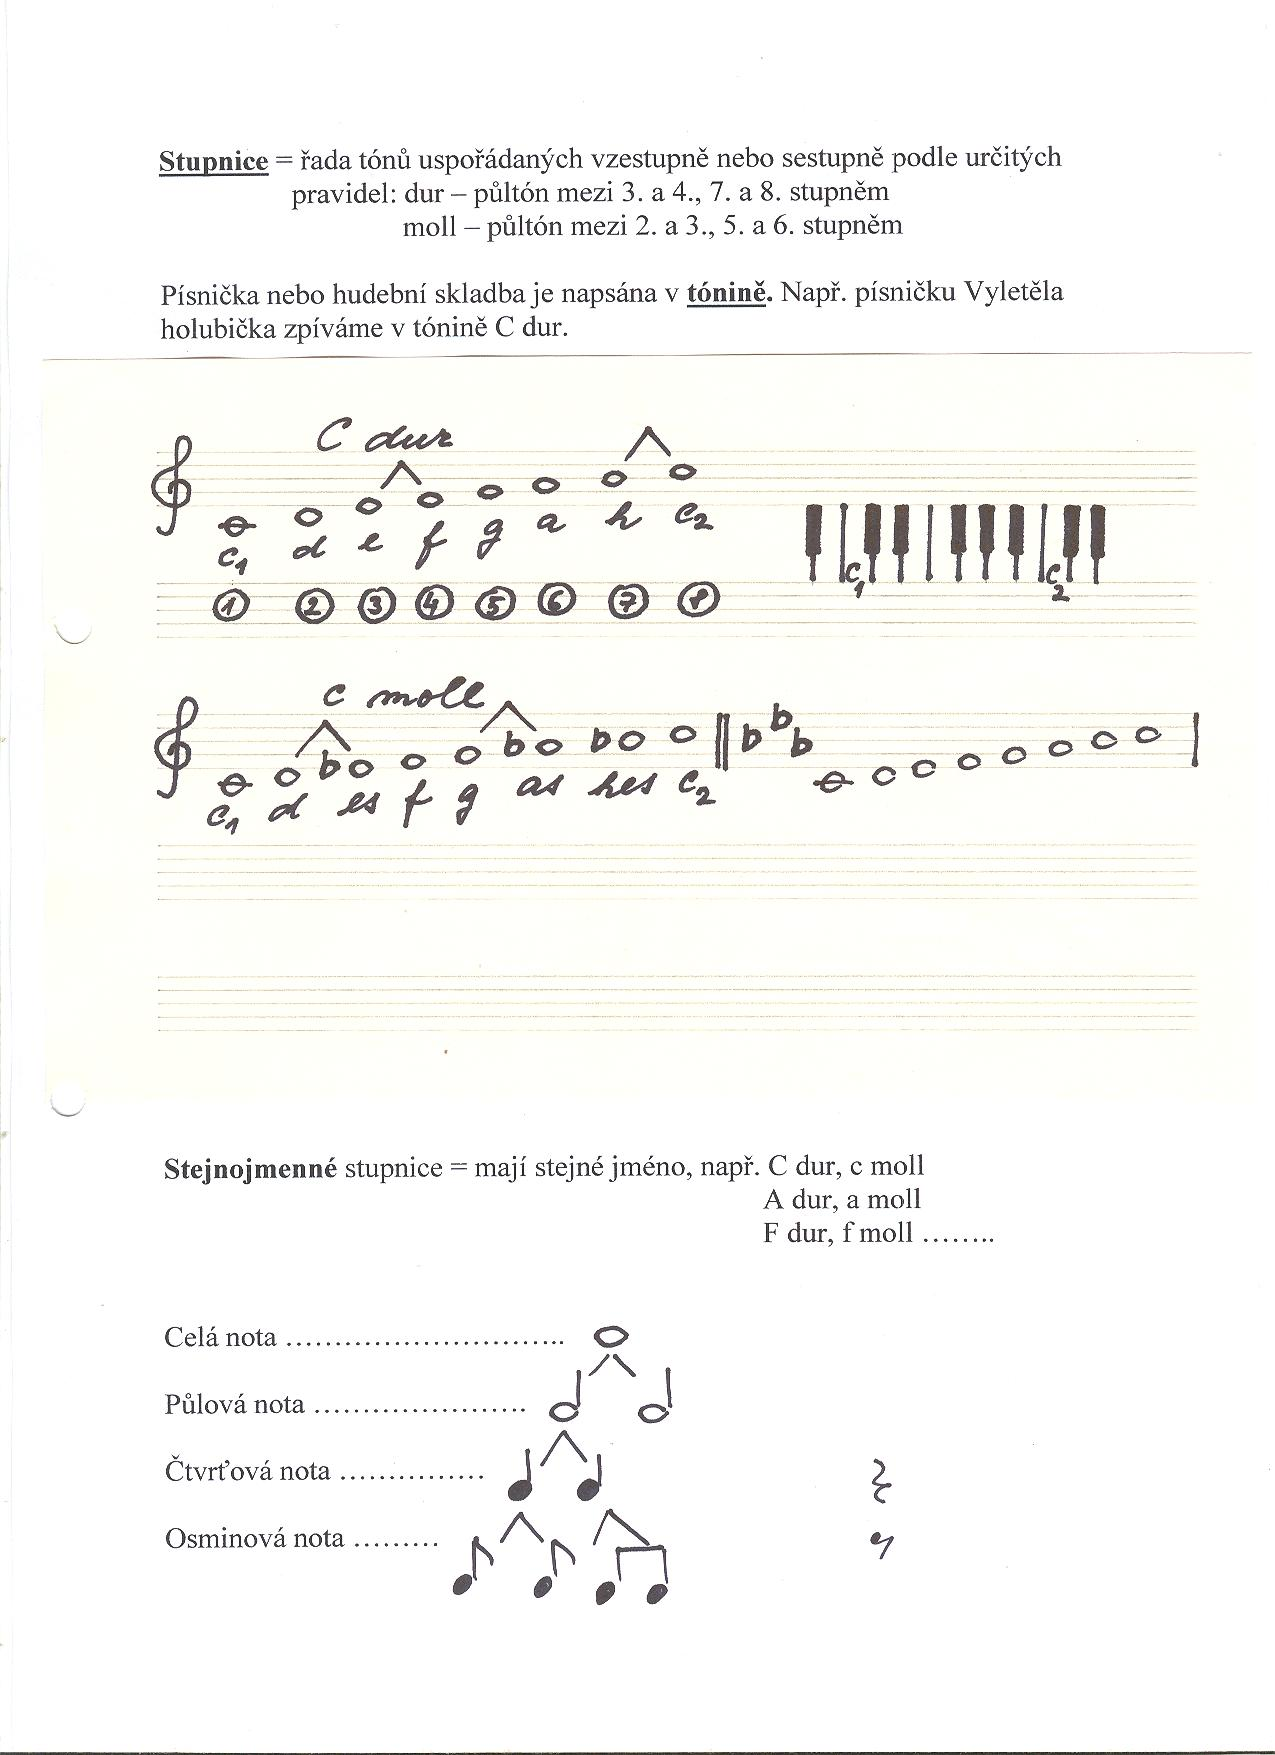 Stupnice = řada tónů uspořádaných vzestupně nebo sestupně podle určitých
pravidel: dur – půltón mezi 3. a 4., 7. a 8. stupněm
moll – půltón mezi 2. a 3., 5. a 6. stupněm
Písnička nebo hudební skladba je napsána v tónině. Např. písničku Vyletěla
holubička zpíváme v tónině C dur.
C dur
c1 d e f g a h c2
C1 C2
1 2 3 4 5 6 7 8
c moll
c1 d es f g as hes c2
Stejnojmenné stupnice = mají stejné jméno, např. C dur, c moll
A dur, a moll
F dur, f moll ........
Celá nota ............................
Půlová nota ......................
Čtvrťová nota ...............
Osminová nota .........